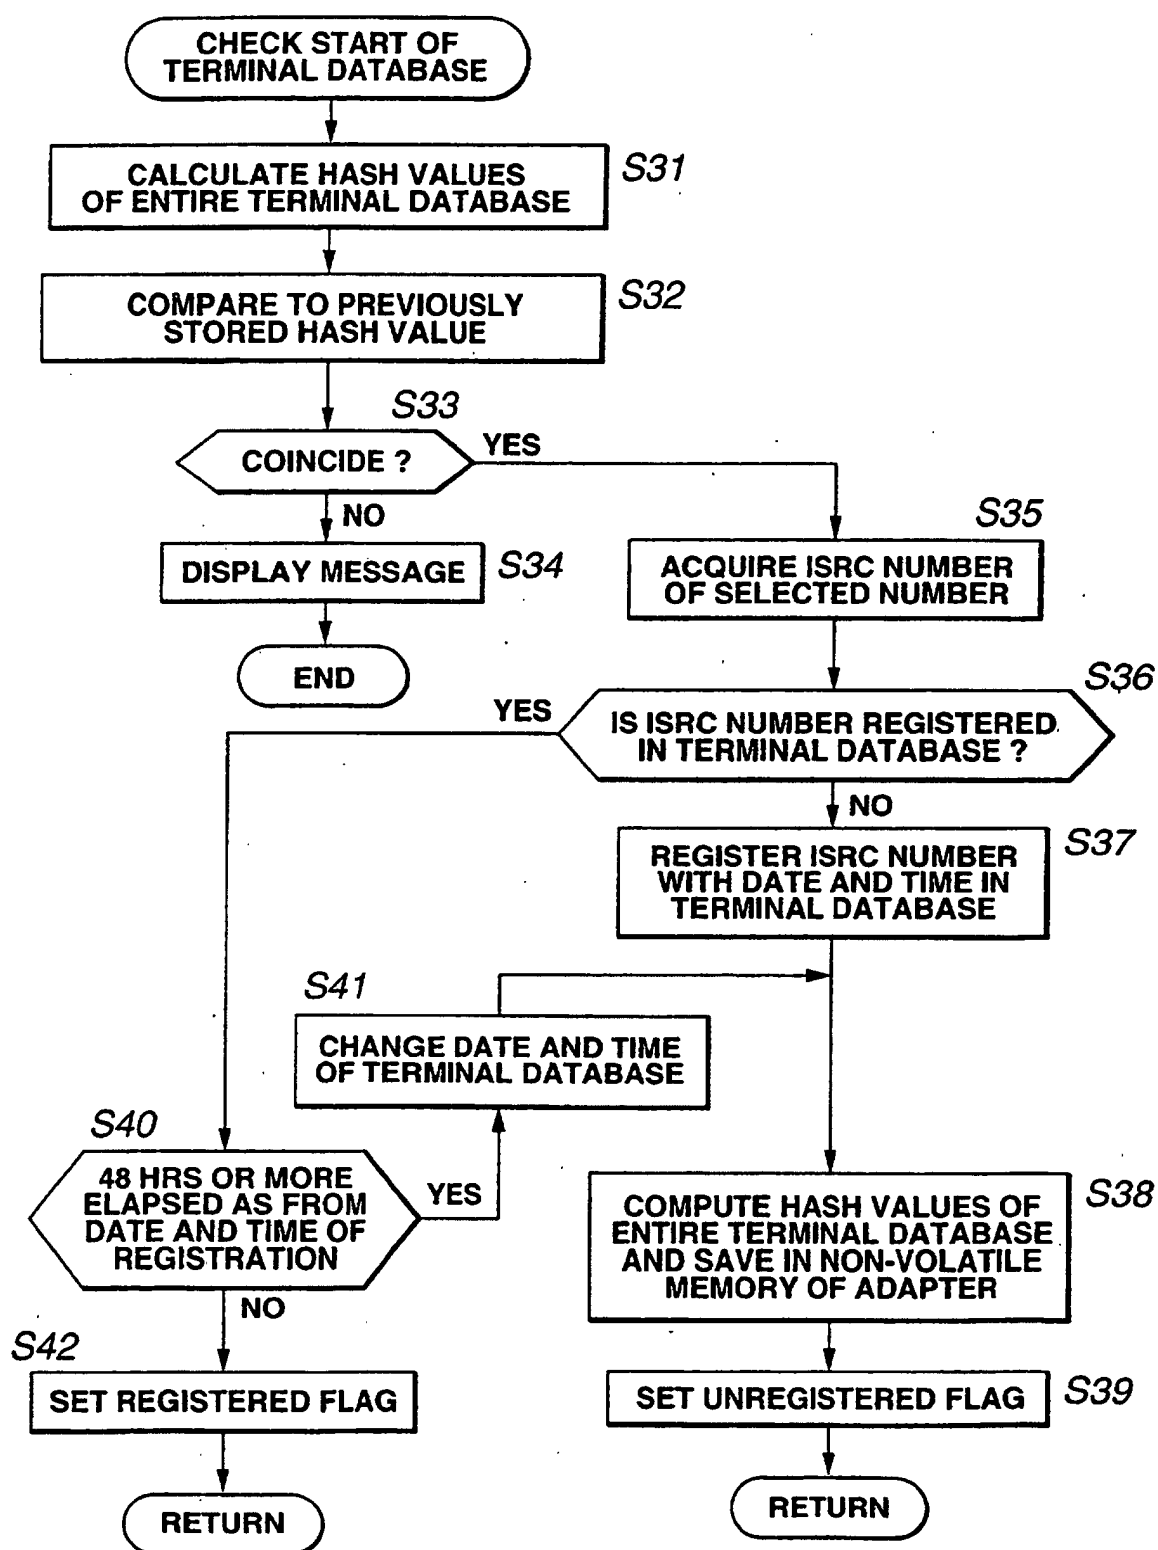 CHECK START OF
TERMINAL DATABASE
CALCULATE HASH VALUES
OF ENTIRE TERMINAL DATABASE
S31
COMPARE TO PREVIOUSLY
STORED HASH VALUE
S32
S33
COINCIDE ?
YES
NO
DISPLAY MESSAGE
S34
END
S35
ACQUIRE ISRC NUMBER
OF SELECTED NUMBER
S36
IS ISRC NUMBER REGISTERED
IN TERMINAL DATABASE ?
YES
NO
REGISTER ISRC NUMBER
WITH DATE AND TIME IN
TERMINAL DATABASE
S37
S41
CHANGE DATE AND TIME
OF TERMINAL DATABASE
S40
48 HRS OR MORE
ELAPSED AS FROM
DATE AND TIME OF
REGISTRATION
YES
NO
COMPUTE HASH VALUES OF
ENTIRE TERMINAL DATABASE
AND SAVE IN NON-VOLATILE
MEMORY OF ADAPTER
S38
S42
SET REGISTERED FLAG
SET UNREGISTERED FLAG
S39
RETURN
RETURN